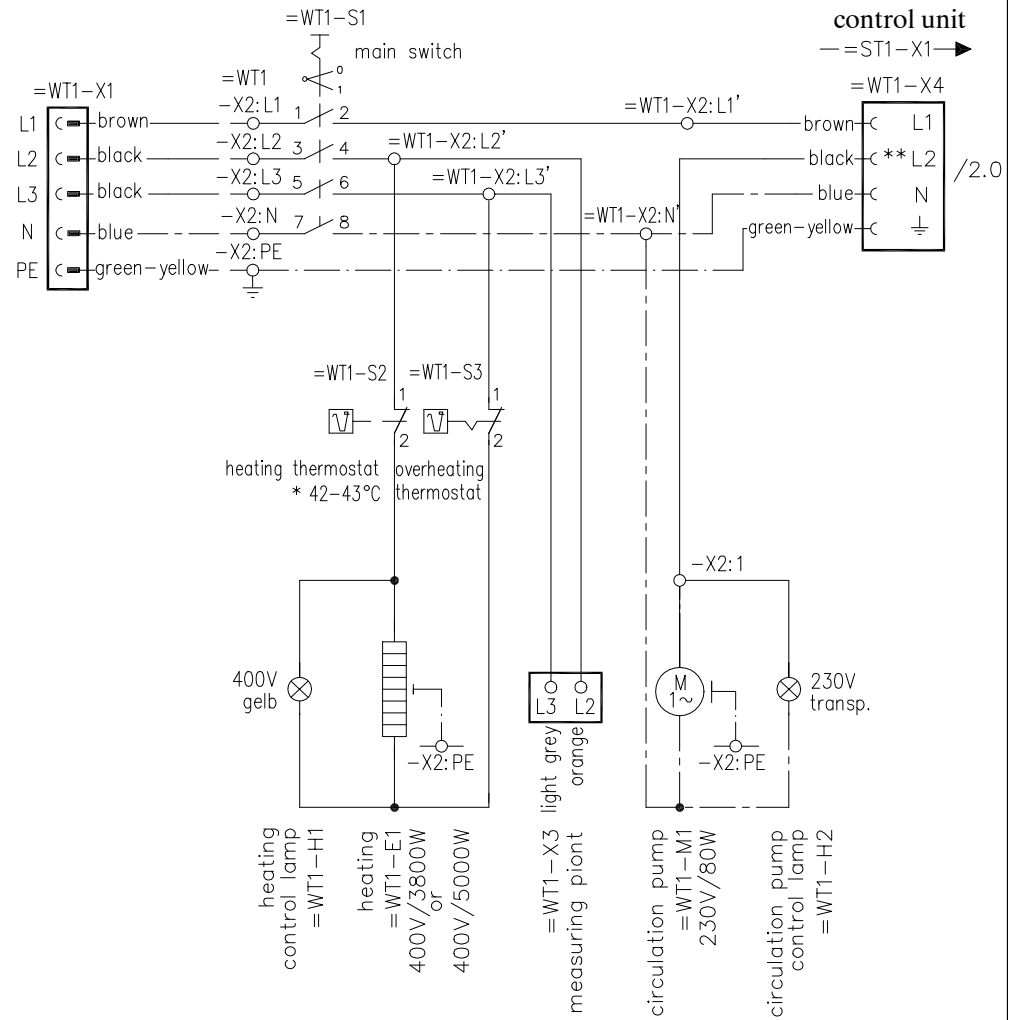 =WT1-S1
control unit
main switch
=ST1-X1
=WT1
0
1
=WT1-X1
=WT1-X4
-X2:L1
1
2
=WT1-X2:L1'
L1
brown
brown
L1
-X2:L2
3
4
=WT1-X2:L2'
L2
black
black
** L2
/2.0
-X2:L3
5
6
=WT1-X2:L3'
L3
black
blue
N
-X2:N
7
8
=WT1-X2:N'
N
blue
green-yellow
-X2:PE
PE
green-yellow
=WT1-S2
=WT1-S3
1
1
2
2
heating thermostat
* 42-43°C
overheating
thermostat
-X2:1
400V
gelb
L3
L2
M
1~
230V
transp.
-X2:PE
-X2:PE
light grey
orange
heating
control lamp
=WT1-H1
heating
=WT1-E1
400V/3800W
or
400V/5000W
=WT1-X3
measuring piont
circulation pump
=WT1-M1
230V/80W
circulation pump
control lamp
=WT1-H2